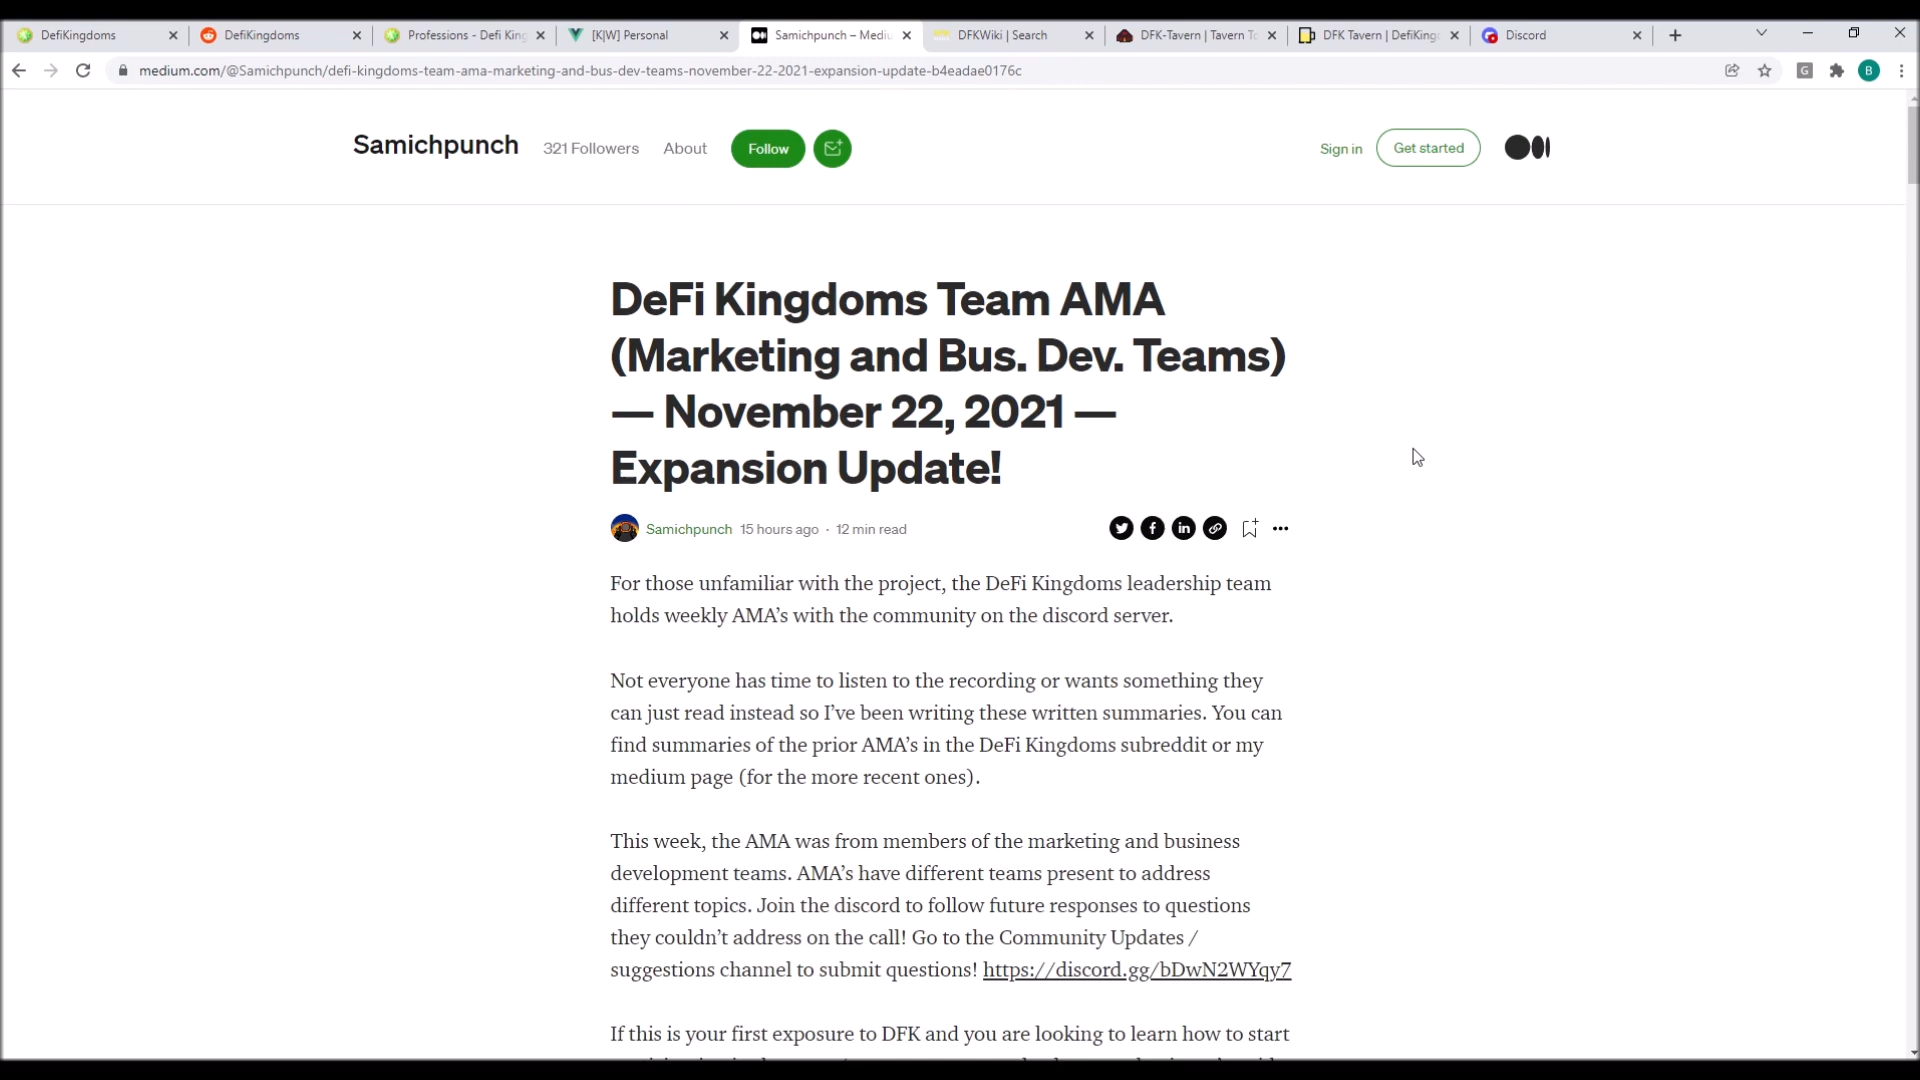 DefiKingdoms
DefiKingdoms
Professions - Defi King
[K|W] Personal
Samichpunch – Mediu
DFKWiki | Search
DFK-Tavern | Tavern To
DFK Tavern | DefiKing
Discord
medium.com/@Samichpunch/defi-kingdoms-team-ama-marketing-and-bus-dev-teams-november-22-2021-expansion-update-b4eadae0176c
G
B
Samichpunch
321 Followers
About
Follow
Sign in
Get started
DeFi Kingdoms Team AMA
(Marketing and Bus. Dev. Teams)
— November 22, 2021 —
Expansion Update!
Samichpunch 15 hours ago · 12 min read
For those unfamiliar with the project, the DeFi Kingdoms leadership team
holds weekly AMA’s with the community on the discord server.
Not everyone has time to listen to the recording or wants something they
can just read instead so I’ve been writing these written summaries. You can
find summaries of the prior AMA’s in the DeFi Kingdoms subreddit or my
medium page (for the more recent ones).
This week, the AMA was from members of the marketing and business
development teams. AMA’s have different teams present to address
different topics. Join the discord to follow future responses to questions
they couldn’t address on the call! Go to the Community Updates /
suggestions channel to submit questions! https://discord.gg/bDwN2WYqy7
If this is your first exposure to DFK and you are looking to learn how to start